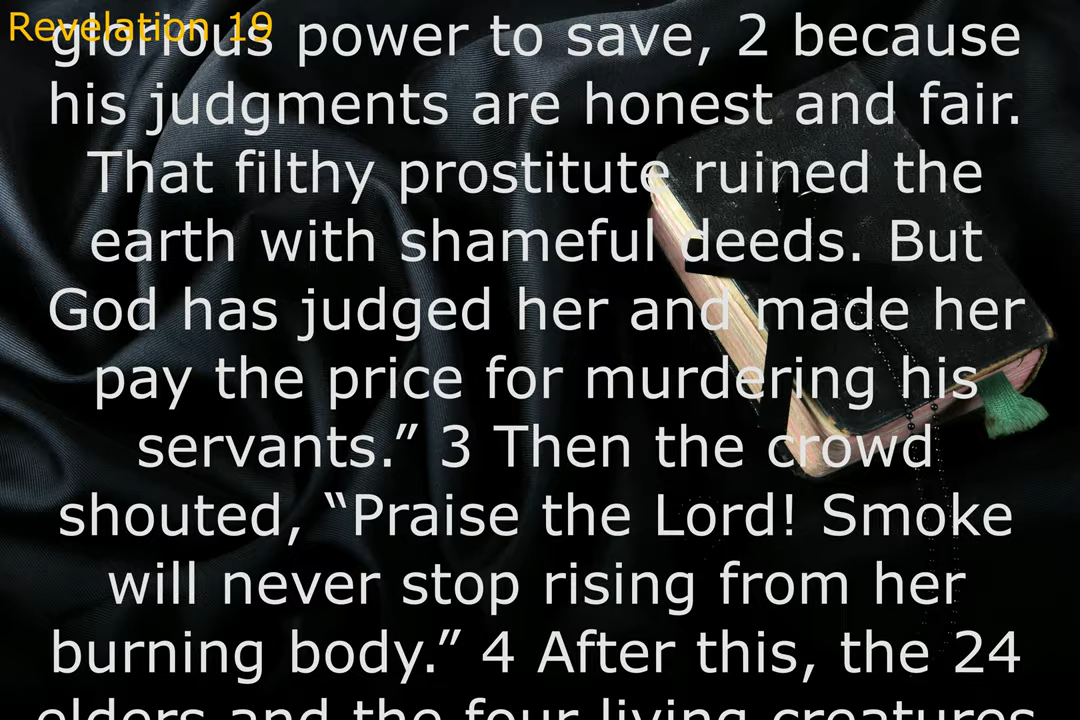 Revelation 19
glorious power to save, 2 because
his judgments are honest and fair.
That filthy prostitute ruined the
earth with shameful deeds. But
God has judged her and made her
pay the price for murdering his
servants.” 3 Then the crowd
shouted, “Praise the Lord! Smoke
will never stop rising from her
burning body.” 4 After this, the 24
elders and the four living creatures